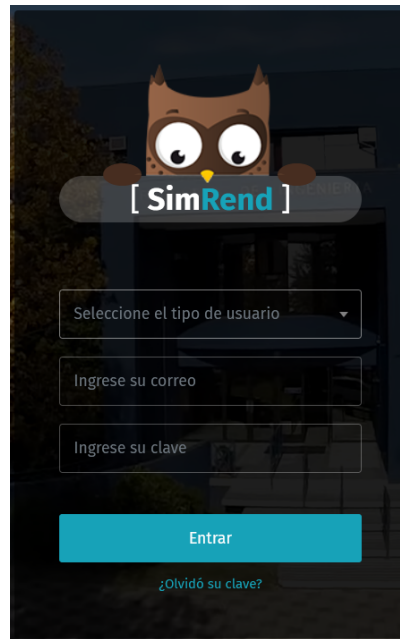 [ SimRend ]
Seleccione el tipo de usuario
Ingrese su correo
Ingrese su clave
Entrar
¿Olvidó su clave?